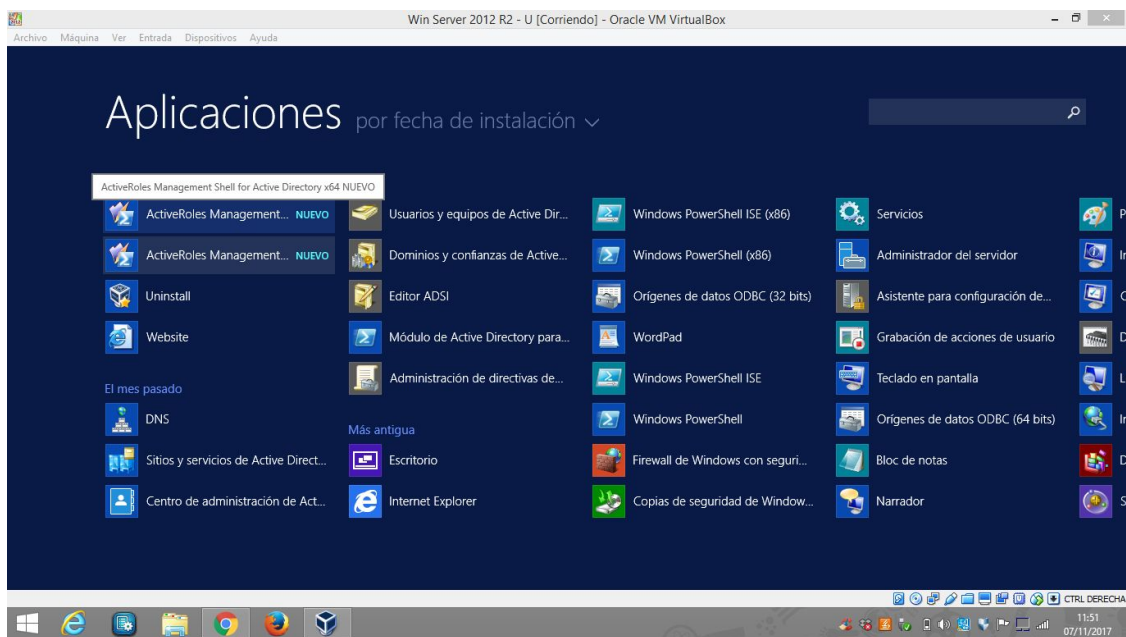 Win Server 2012 R2 - U [Corriendo] - Oracle VM VirtualBox
Archivo Máquina Ver Entrada Dispositivos Ayuda
Aplicaciones por fecha de instalación
ActiveRoles Management Shell for Active Directory x64 NUEVO
ActiveRoles Management... NUEVO
ActiveRoles Management... NUEVO
Uninstall
Website
El mes pasado
DNS
Sitios y servicios de Active Direct...
Centro de administración de Act...
Usuarios y equipos de Active Dir...
Dominios y confianzas de Active...
Editor ADSI
Módulo de Active Directory para...
Administración de directivas de...
Más antigua
Escritorio
Internet Explorer
Windows PowerShell ISE (x86)
Windows PowerShell (x86)
Orígenes de datos ODBC (32 bits)
WordPad
Windows PowerShell ISE
Windows PowerShell
Firewall de Windows con seguri...
Copias de seguridad de Window...
Servicios
Administrador del servidor
Asistente para configuración de...
Grabación de acciones de usuario
Teclado en pantalla
Orígenes de datos ODBC (64 bits)
Bloc de notas
Narrador
CTRL DERECHA
11:51
07/11/2017